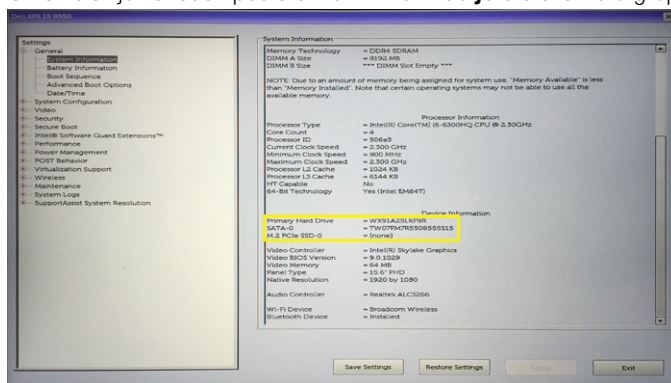 Dell XPS 15 9550
Settings
General
System Information
Battery Information
Boot Sequence
Advanced Boot Options
Date/Time
System Configuration
Video
Security
Secure Boot
Intel® Software Guard Extensions™
Performance
Power Management
POST Behavior
Virtualization Support
Wireless
Maintenance
System Logs
SupportAssist System Resolution
System Information
Memory Technology = DDR4 SDRAM
DIMM A Size = 8192 MB
DIMM B Size *** DIMM Slot Empty ***
NOTE: Due to an amount of memory being assigned for system use, "Memory Available" is less
than "Memory Installed". Note that certain operating systems may not be able to use all the
available memory.
Processor Information
Processor Type = Intel(R) Core(TM) i5-6300HQ CPU @ 2.30GHz
Core Count = 4
Processor ID = 506e3
Current Clock Speed = 2.300 GHz
Minimum Clock Speed = 800 MHz
Maximum Clock Speed = 2.300 GHz
Processor L2 Cache = 1024 KB
Processor L3 Cache = 6144 KB
HT Capable No
64-Bit Technology Yes (Intel EM64T)
Device Information
Primary Hard Drive
SATA-0
M.2 PCIe SSD-0 = (none)
Video Controller = Intel(R) Skylake Graphics
Video BIOS Version = 9.0.1029
Video Memory = 64 MB
Panel Type = 15.6" FHD
Native Resolution = 1920 by 1080
Audio Controller = Realtek ALC3266
Wi-Fi Device = Broadcom Wireless
Bluetooth Device = Installed
Save Settings
Restore Settings
Apply
Exit